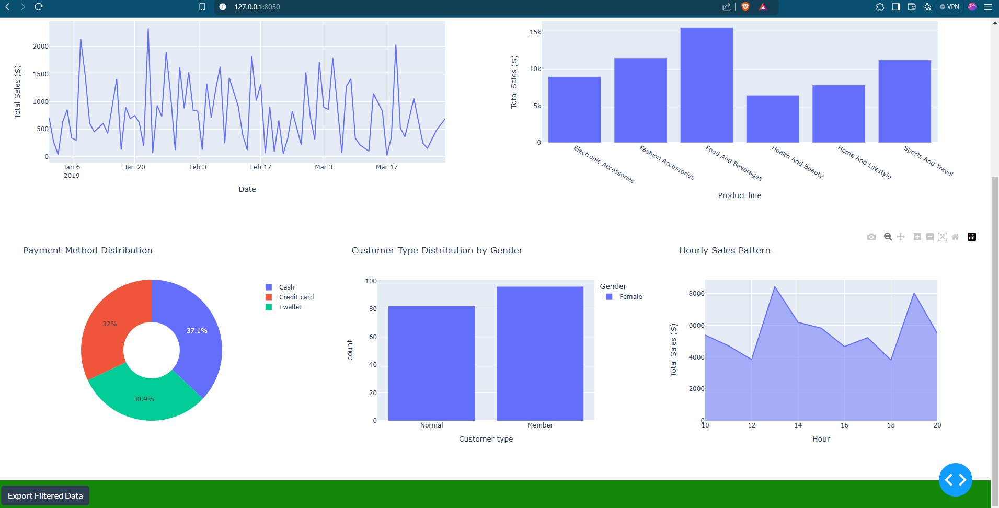 127.0.0.1:8050
VPN
Total Sales ($)
2000
1500
1000
500
0
Jan 6
2019
Jan 20
Feb 3
Feb 17
Mar 3
Mar 17
Date
Total Sales ($)
15k
10k
5k
0
Electronic Accessories
Fashion Accessories
Food And Beverages
Health And Beauty
Home And Lifestyle
Sports And Travel
Product line
Payment Method Distribution
37.1%
32%
30.9%
Cash
Credit card
Ewallet
Customer Type Distribution by Gender
count
100
80
60
40
20
0
Normal
Member
Customer type
Gender
Female
Hourly Sales Pattern
Total Sales ($)
8000
6000
4000
2000
0
10
12
14
16
18
20
Hour
Export Filtered Data